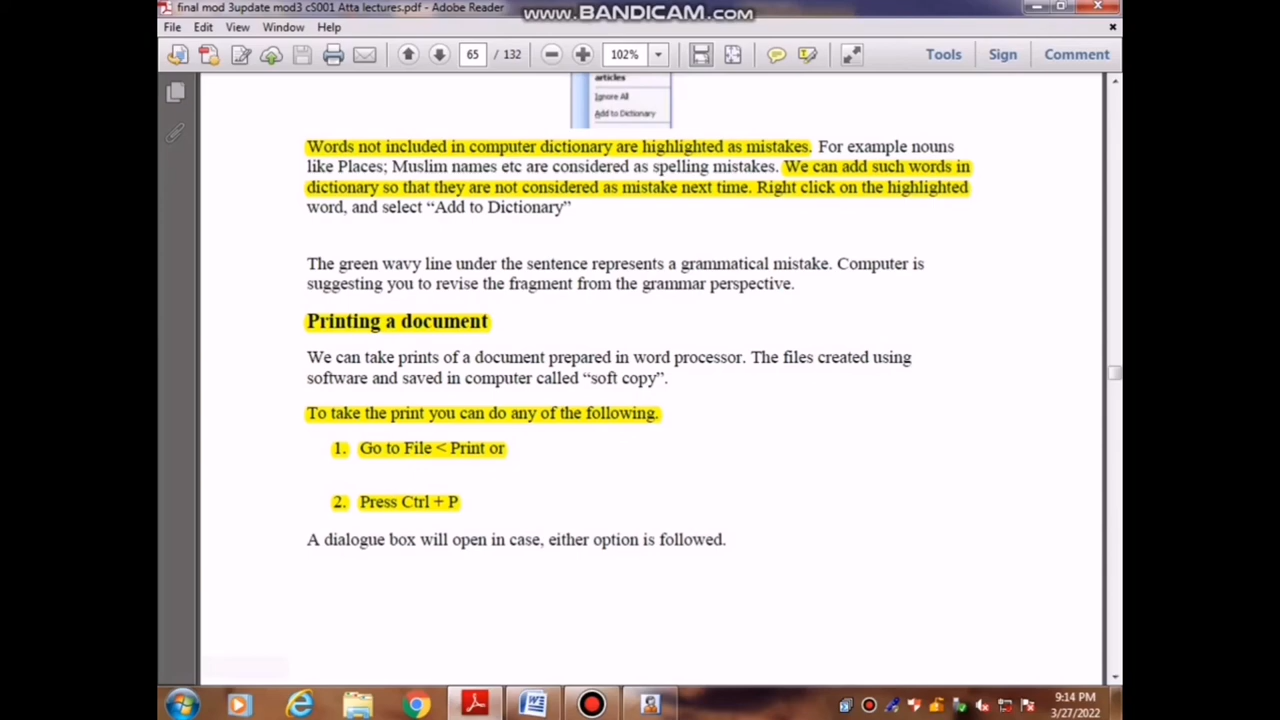 final mod 3update mod3 cS001 Atta lectures.pdf - Adobe Reader
www.BANDICAM.com
File Edit View Window Help
65 / 132 102% Tools Sign Comment
articles
Ignore All
Add to Dictionary
Words not included in computer dictionary are highlighted as mistakes. For example nouns
like Places; Muslim names etc are considered as spelling mistakes. We can add such words in
dictionary so that they are not considered as mistake next time. Right click on the highlighted
word, and select “Add to Dictionary”
The green wavy line under the sentence represents a grammatical mistake. Computer is
suggesting you to revise the fragment from the grammar perspective.
Printing a document
We can take prints of a document prepared in word processor. The files created using
software and saved in computer called “soft copy”.
To take the print you can do any of the following.
1. Go to File < Print or
2. Press Ctrl + P
A dialogue box will open in case, either option is followed.
9:14 PM
3/27/2022